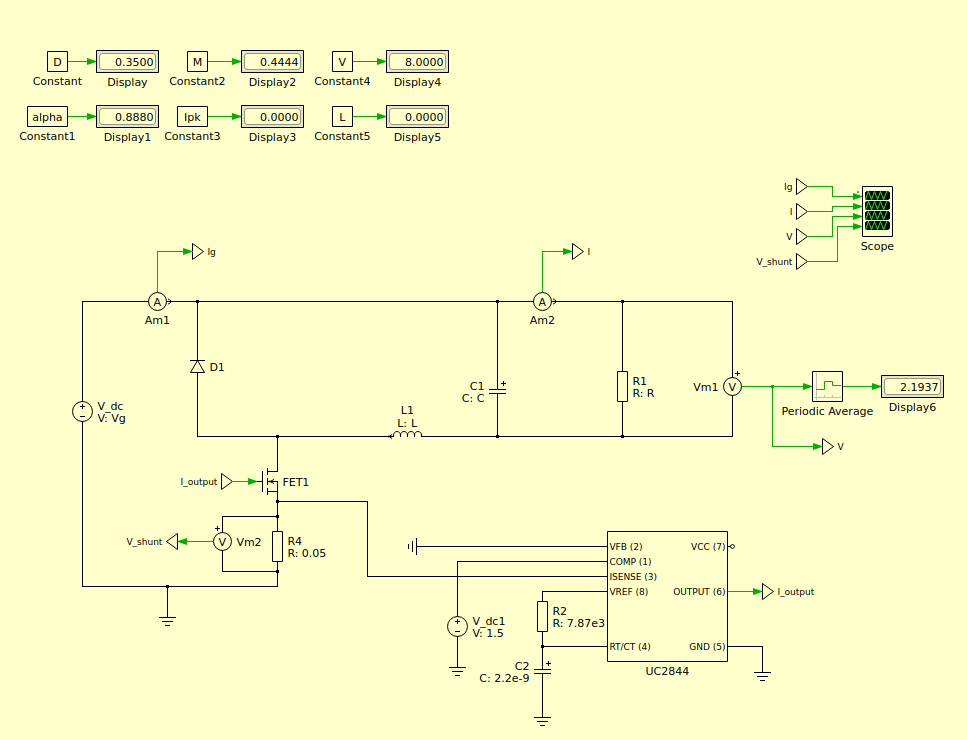 D 0.3500 M 0.4444 V 8.0000
Constant Display Constant2 Display2 Constant4 Display4
alpha 0.8880 Ipk 0.0000 L 0.0000
Constant1 Display1 Constant3 Display3 Constant5 Display5
Ig
I
V
V_shunt
Scope
Ig
I
A
Am1
A
Am2
D1
V_dc
V: Vg
C1
C: C
R1
R: R
Vm1 V
2.1937
Periodic Average
Display6
V
L1
L: L
I_output
FET1
V_shunt
V Vm2
R4
R: 0.05
VFB (2)
COMP (1)
ISENSE (3)
VREF (8)
RT/CT (4)
VCC (7)
OUTPUT (6)
GND (5)
UC2844
I_output
V_dc1
V: 1.5
R2
R: 7.87e3
C2
C: 2.2e-9